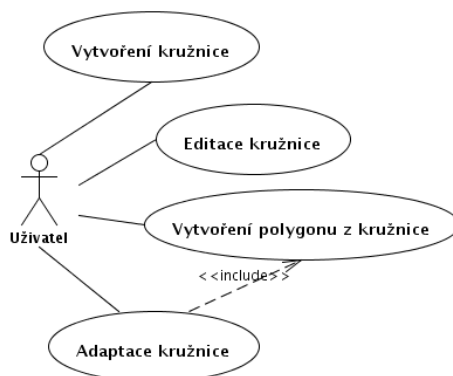 Vytvoření kružnice
Editace kružnice
Uživatel
Vytvoření polygonu z kružnice
<<include>>
Adaptace kružnice